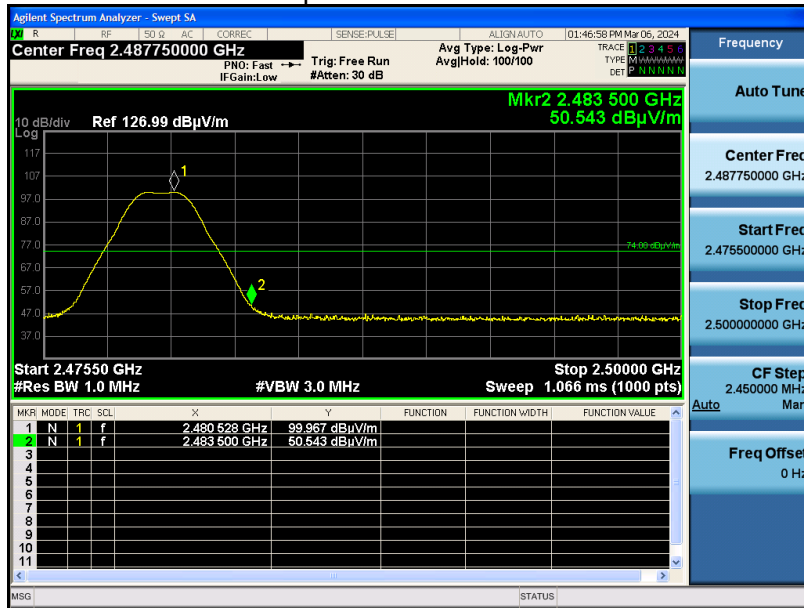 Agilent Spectrum Analyzer - Swept SA
LXI R RF 50 Ω AC CORREC SENSE:PULSE ALIGN AUTO 01:46:58 PM Mar 06, 2024
Center Freq 2.487750000 GHz
PNO: Fast
IFGain:Low
Trig: Free Run
#Atten: 30 dB
Avg Type: Log-Pwr
Avg|Hold: 100/100
TRACE 1 2 3 4 5 6
TYPE M W W W W W
DET P N N N N N
Mkr2 2.483 500 GHz
50.543 dBµV/m
10 dB/div Ref 126.99 dBµV/m
Log
117
107
97.0
87.0
77.0
67.0
57.0
47.0
37.0
1
2
74.00 dBµV/m
Start 2.47550 GHz Stop 2.50000 GHz
#Res BW 1.0 MHz #VBW 3.0 MHz Sweep 1.066 ms (1000 pts)
MKR MODE TRC SCL X Y FUNCTION FUNCTION WIDTH FUNCTION VALUE
1 N 1 f 2.480 528 GHz 99.967 dBµV/m
2 N 1 f 2.483 500 GHz 50.543 dBµV/m
3
4
5
6
7
8
9
10
11
MSG STATUS
Frequency
Auto Tune
Center Freq
2.487750000 GHz
Start Freq
2.475500000 GHz
Stop Freq
2.500000000 GHz
CF Step
2.450000 MHz
Auto Man
Freq Offset
0 Hz